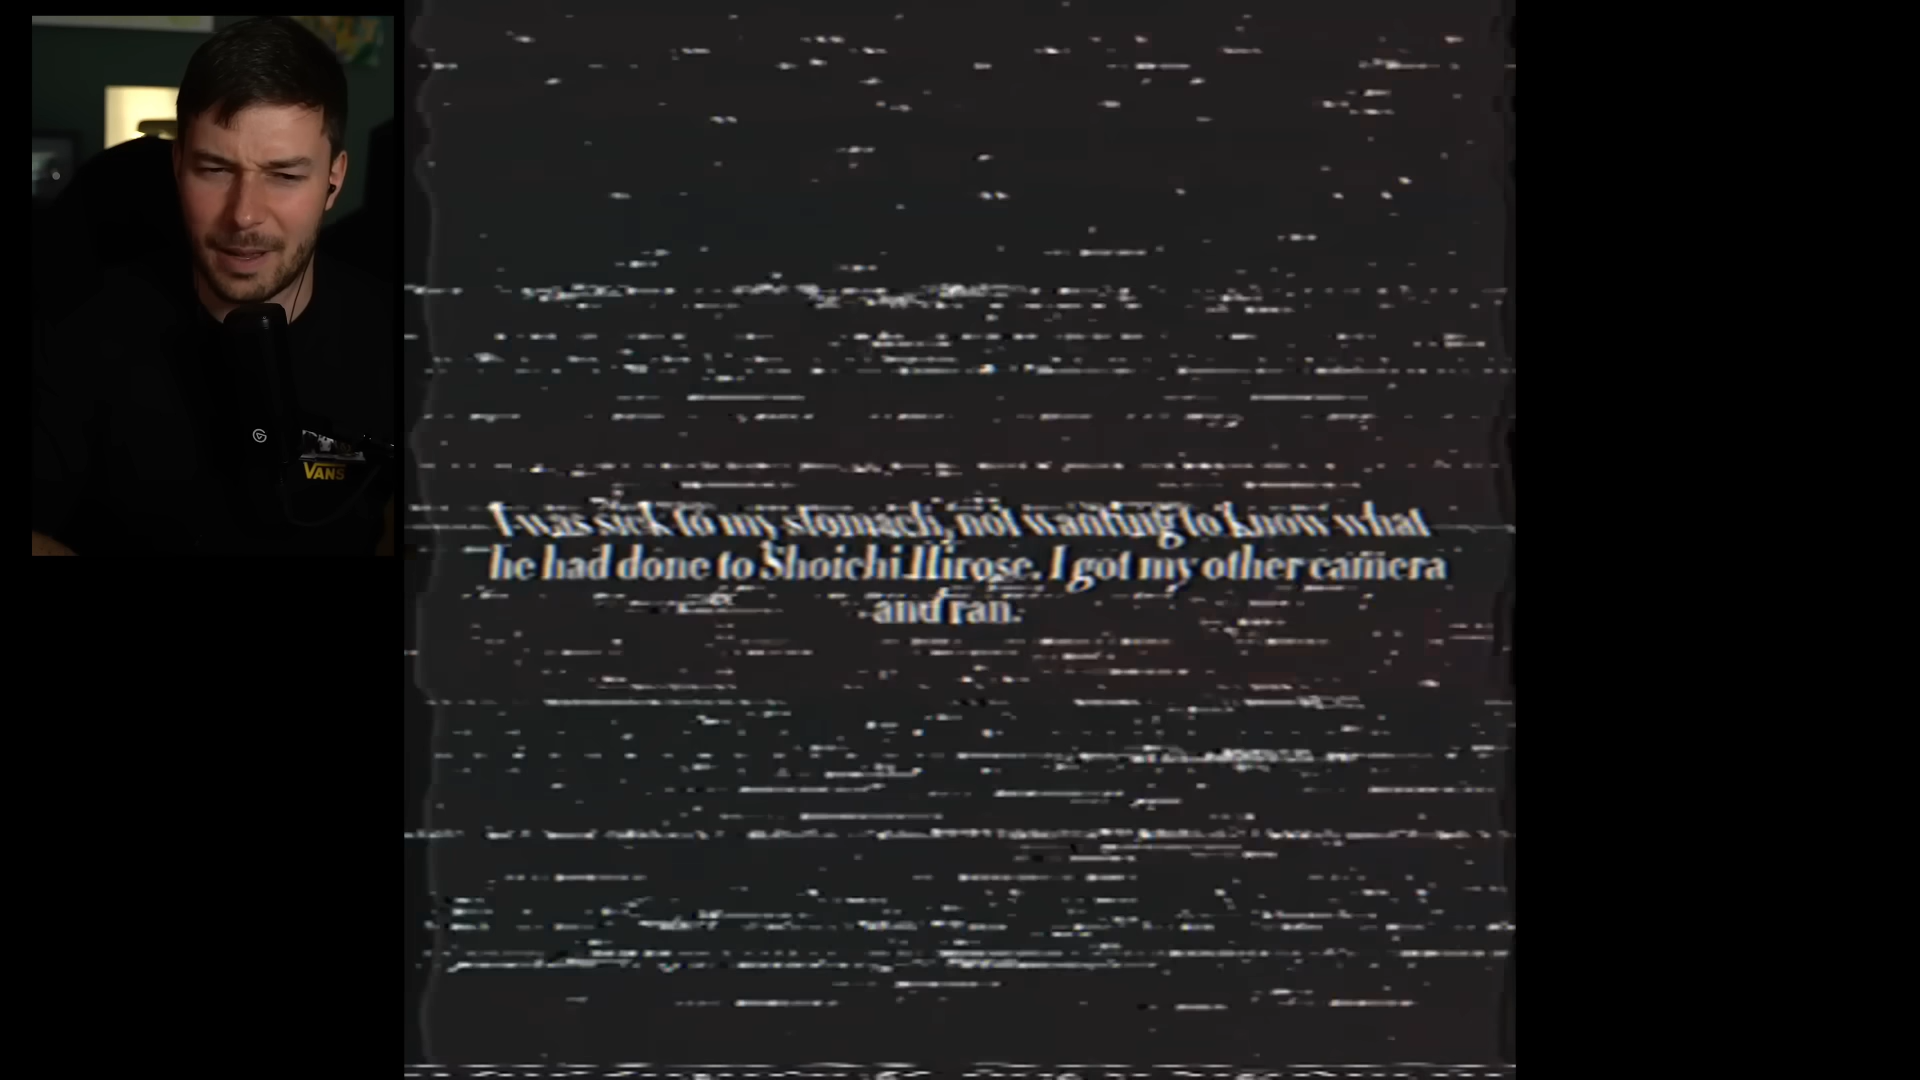 VANS
I was sick to my stomach, not wanting to know what
he had done to Shoichi Hirose. I got my other camera
and ran.